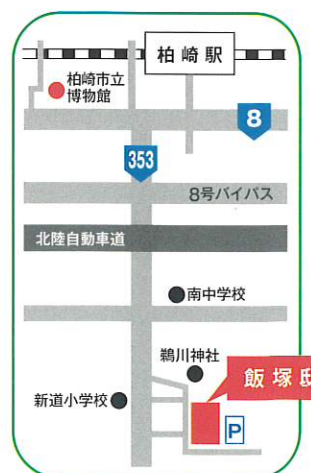 柏崎駅
柏崎市立
博物館
8
353
8号バイパス
北陸自動車道
南中学校
鵜川神社
飯塚邸
新道小学校
P